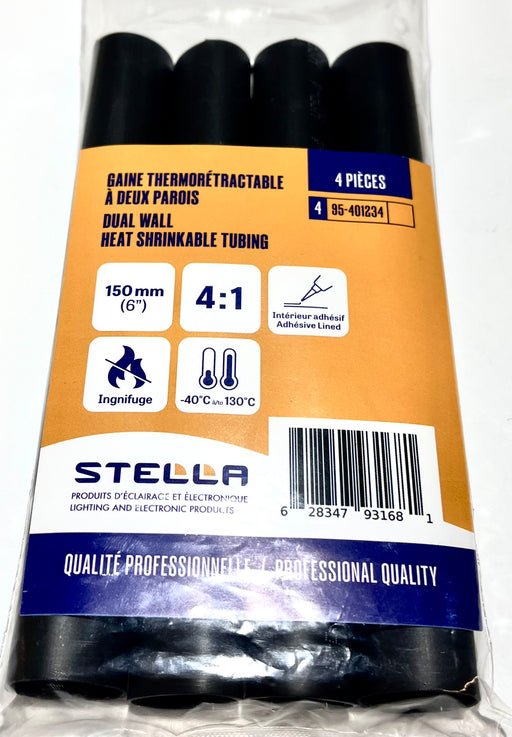 GAINE THERMORÉTRACTABLE
À DEUX PAROIS
DUAL WALL
HEAT SHRINKABLE TUBING
4 PIÈCES
4 95-401234
150 mm
(6")
4:1
Intérieur adhésif
Adhésive Lined
Ingnifuge
-40°C à/to 130°C
STELLA
PRODUITS D'ÉCLAIRAGE ET ÉLECTRONIQUE
LIGHTING AND ELECTRONIC PRODUCTS
6 28347 93168 1
QUALITÉ PROFESSIONNELLE / PROFESSIONAL QUALITY